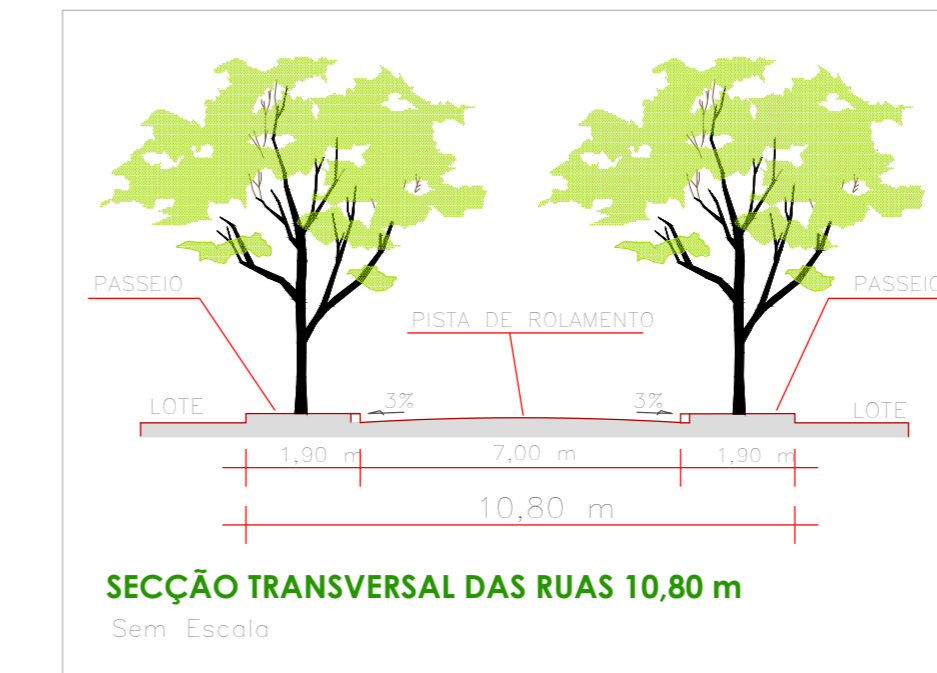 PASSEIO
PASSEIO
PISTA DE ROLAMENTO
LOTE
3%
3%
LOTE
1,90 m
7,00 m
1,90 m
10,80 m
SECÇÃO TRANSVERSAL DAS RUAS 10,80 m
Sem Escala